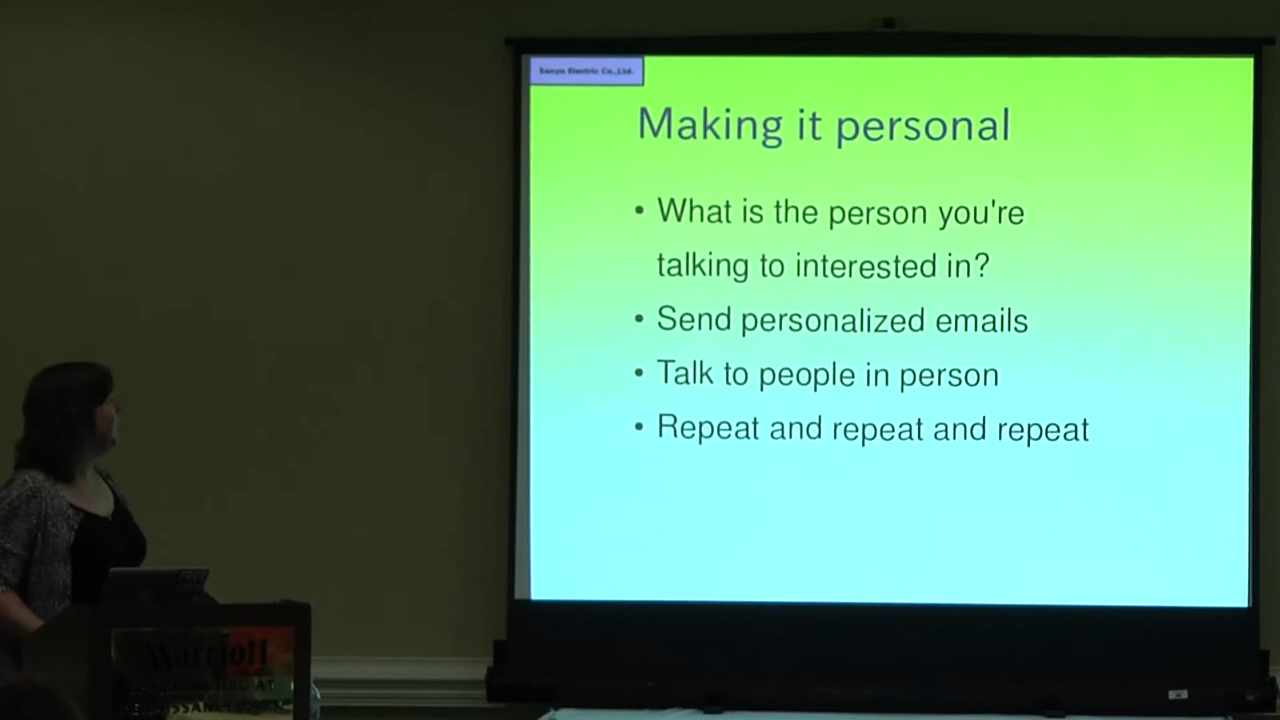 Sanyo Electric Co.,Ltd.
Making it personal
• What is the person you're
talking to interested in?
• Send personalized emails
• Talk to people in person
• Repeat and repeat and repeat
Marriott